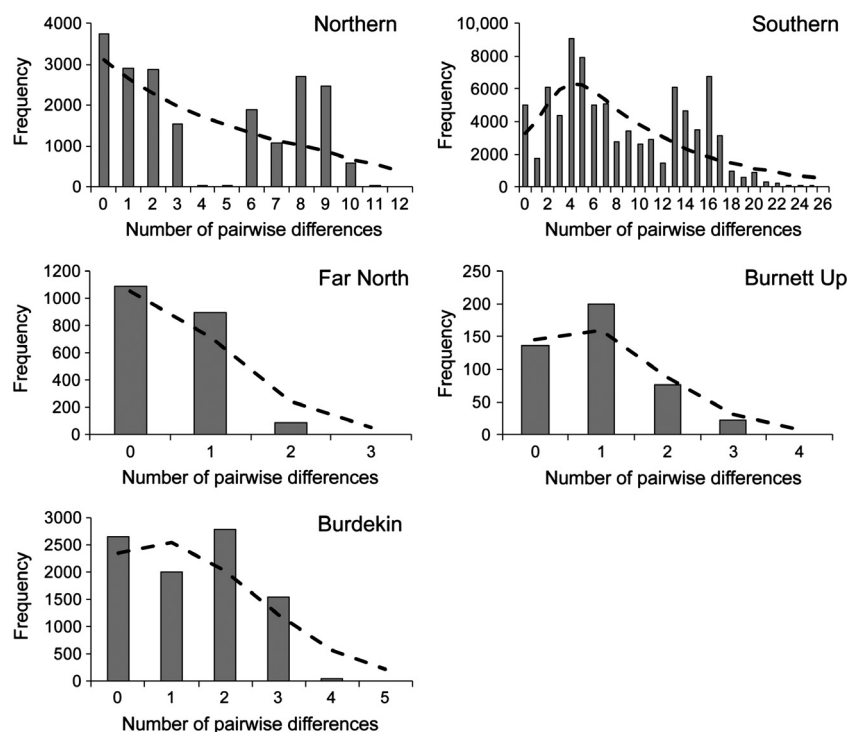 Northern
Frequency
4000
3000
2000
1000
0
0 1 2 3 4 5 6 7 8 9 10 11 12
Number of pairwise differences
Southern
Frequency
10,000
8000
6000
4000
2000
0
0 2 4 6 8 10 12 14 16 18 20 22 24 26
Number of pairwise differences
Far North
Frequency
1200
1000
800
600
400
200
0
0 1 2 3
Number of pairwise differences
Burnett Up
Frequency
250
200
150
100
50
0
0 1 2 3 4
Number of pairwise differences
Burdekin
Frequency
3000
2500
2000
1500
1000
500
0
0 1 2 3 4 5
Number of pairwise differences